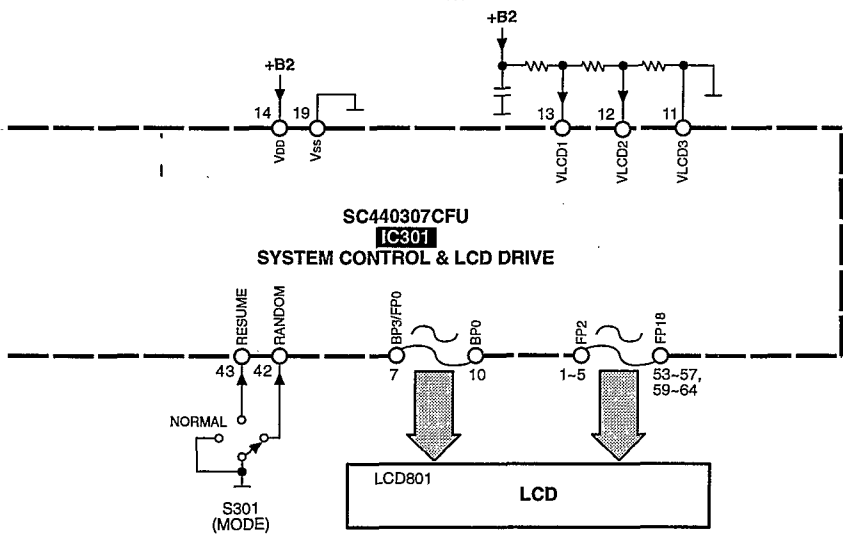 +B2
+B2
14
19
13
12
11
VDD
Vss
VLCD1
VLCD2
VLCD3
SC440307CFU
IC301
SYSTEM CONTROL & LCD DRIVE
RESUME
RANDOM
BP3/FP0
BP0
FP2
FP18
43
42
7
10
1~5
53~57,
59~64
NORMAL
S301
(MODE)
LCD801
LCD